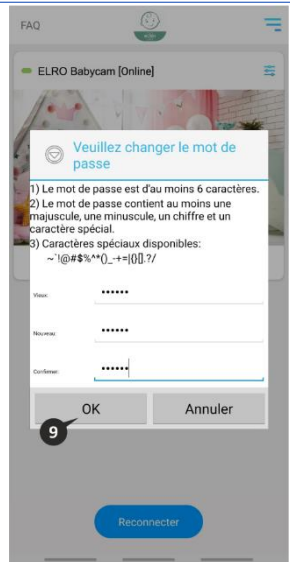 FAQ
ELRO Babycam [Online]
Veuillez changer le mot de
passe
1) Le mot de passe est d'au moins 6 caractères.
2) Le mot de passe contient au moins une
majuscule, une minuscule, un chiffre et un
caractère spécial.
3) Caractères spéciaux disponibles:
~`!@#$%^*()_-+=|{}[].?/
Vieux:
••••••
Nouveau:
••••••
Confirmer:
••••••
OK
Annuler
9
Reconnecter